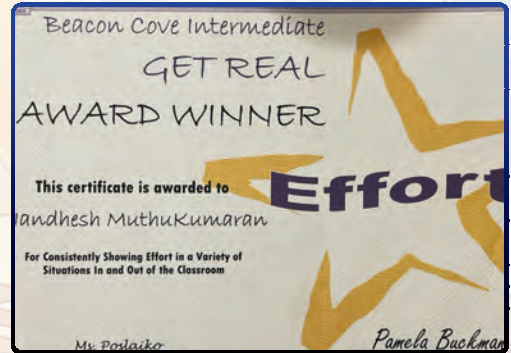 Beacon Cove Intermediate
GET REAL
AWARD WINNER
This certificate is awarded to
andhesh MuthuKumaran
For Consistently Showing Effort in a Variety of
Situations In and Out of the Classroom
Effort
Ms. Poslaiko
Pamela Buckman